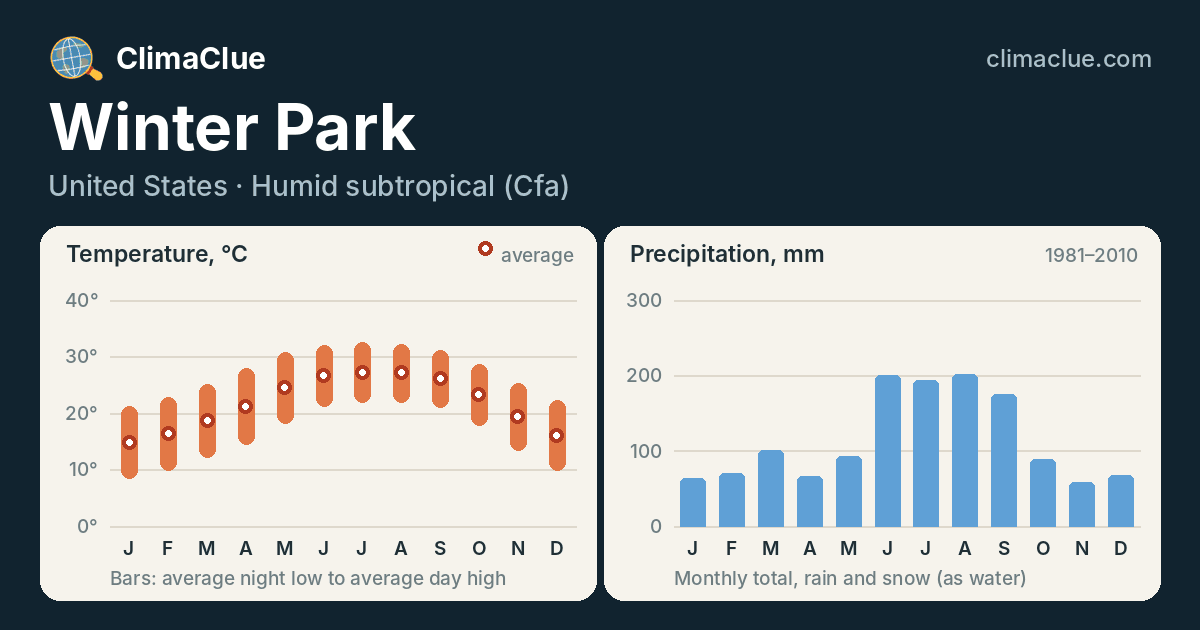 ClimaClue
climaclue.com
Winter Park
United States · Humid subtropical (Cfa)
Temperature, °C
average
40°
30°
20°
10°
0°
J F M A M J J A S O N D
Bars: average night low to average day high
Precipitation, mm
1981–2010
300
200
100
0
J F M A M J J A S O N D
Monthly total, rain and snow (as water)